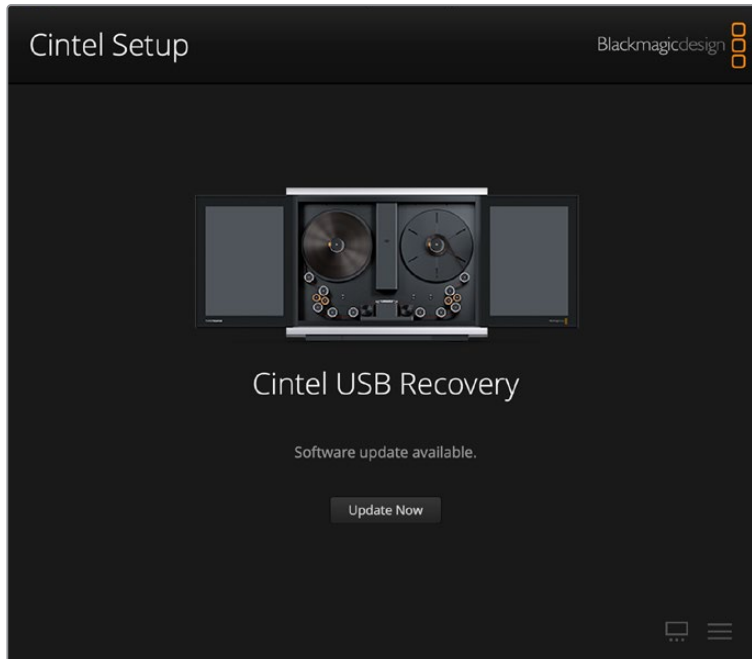 Cintel Setup
Blackmagicdesign
Cintel USB Recovery
Software update available.
Update Now